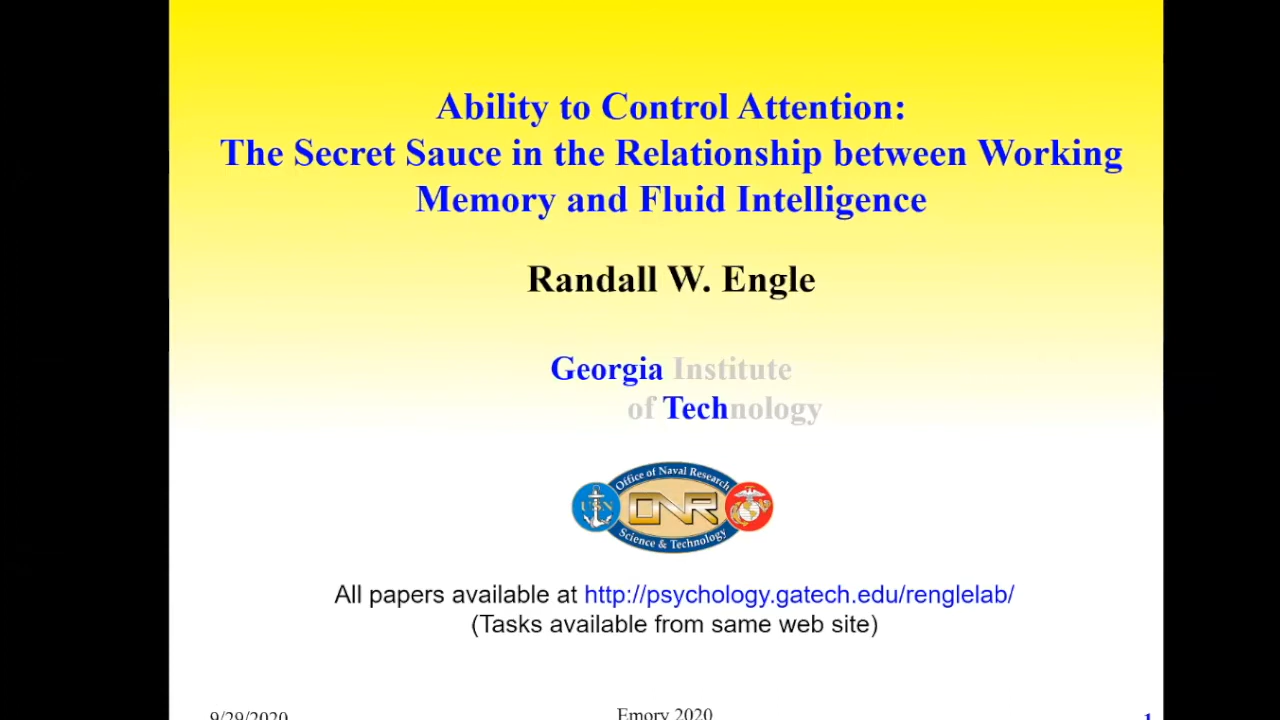 Ability to Control Attention:
The Secret Sauce in the Relationship between Working
Memory and Fluid Intelligence
Randall W. Engle
Georgia Institute
of Technology
Office of Naval Research
USN
ONR
Science & Technology
All papers available at http://psychology.gatech.edu/renglelab/
(Tasks available from same web site)
9/29/2020
Emory 2020
1